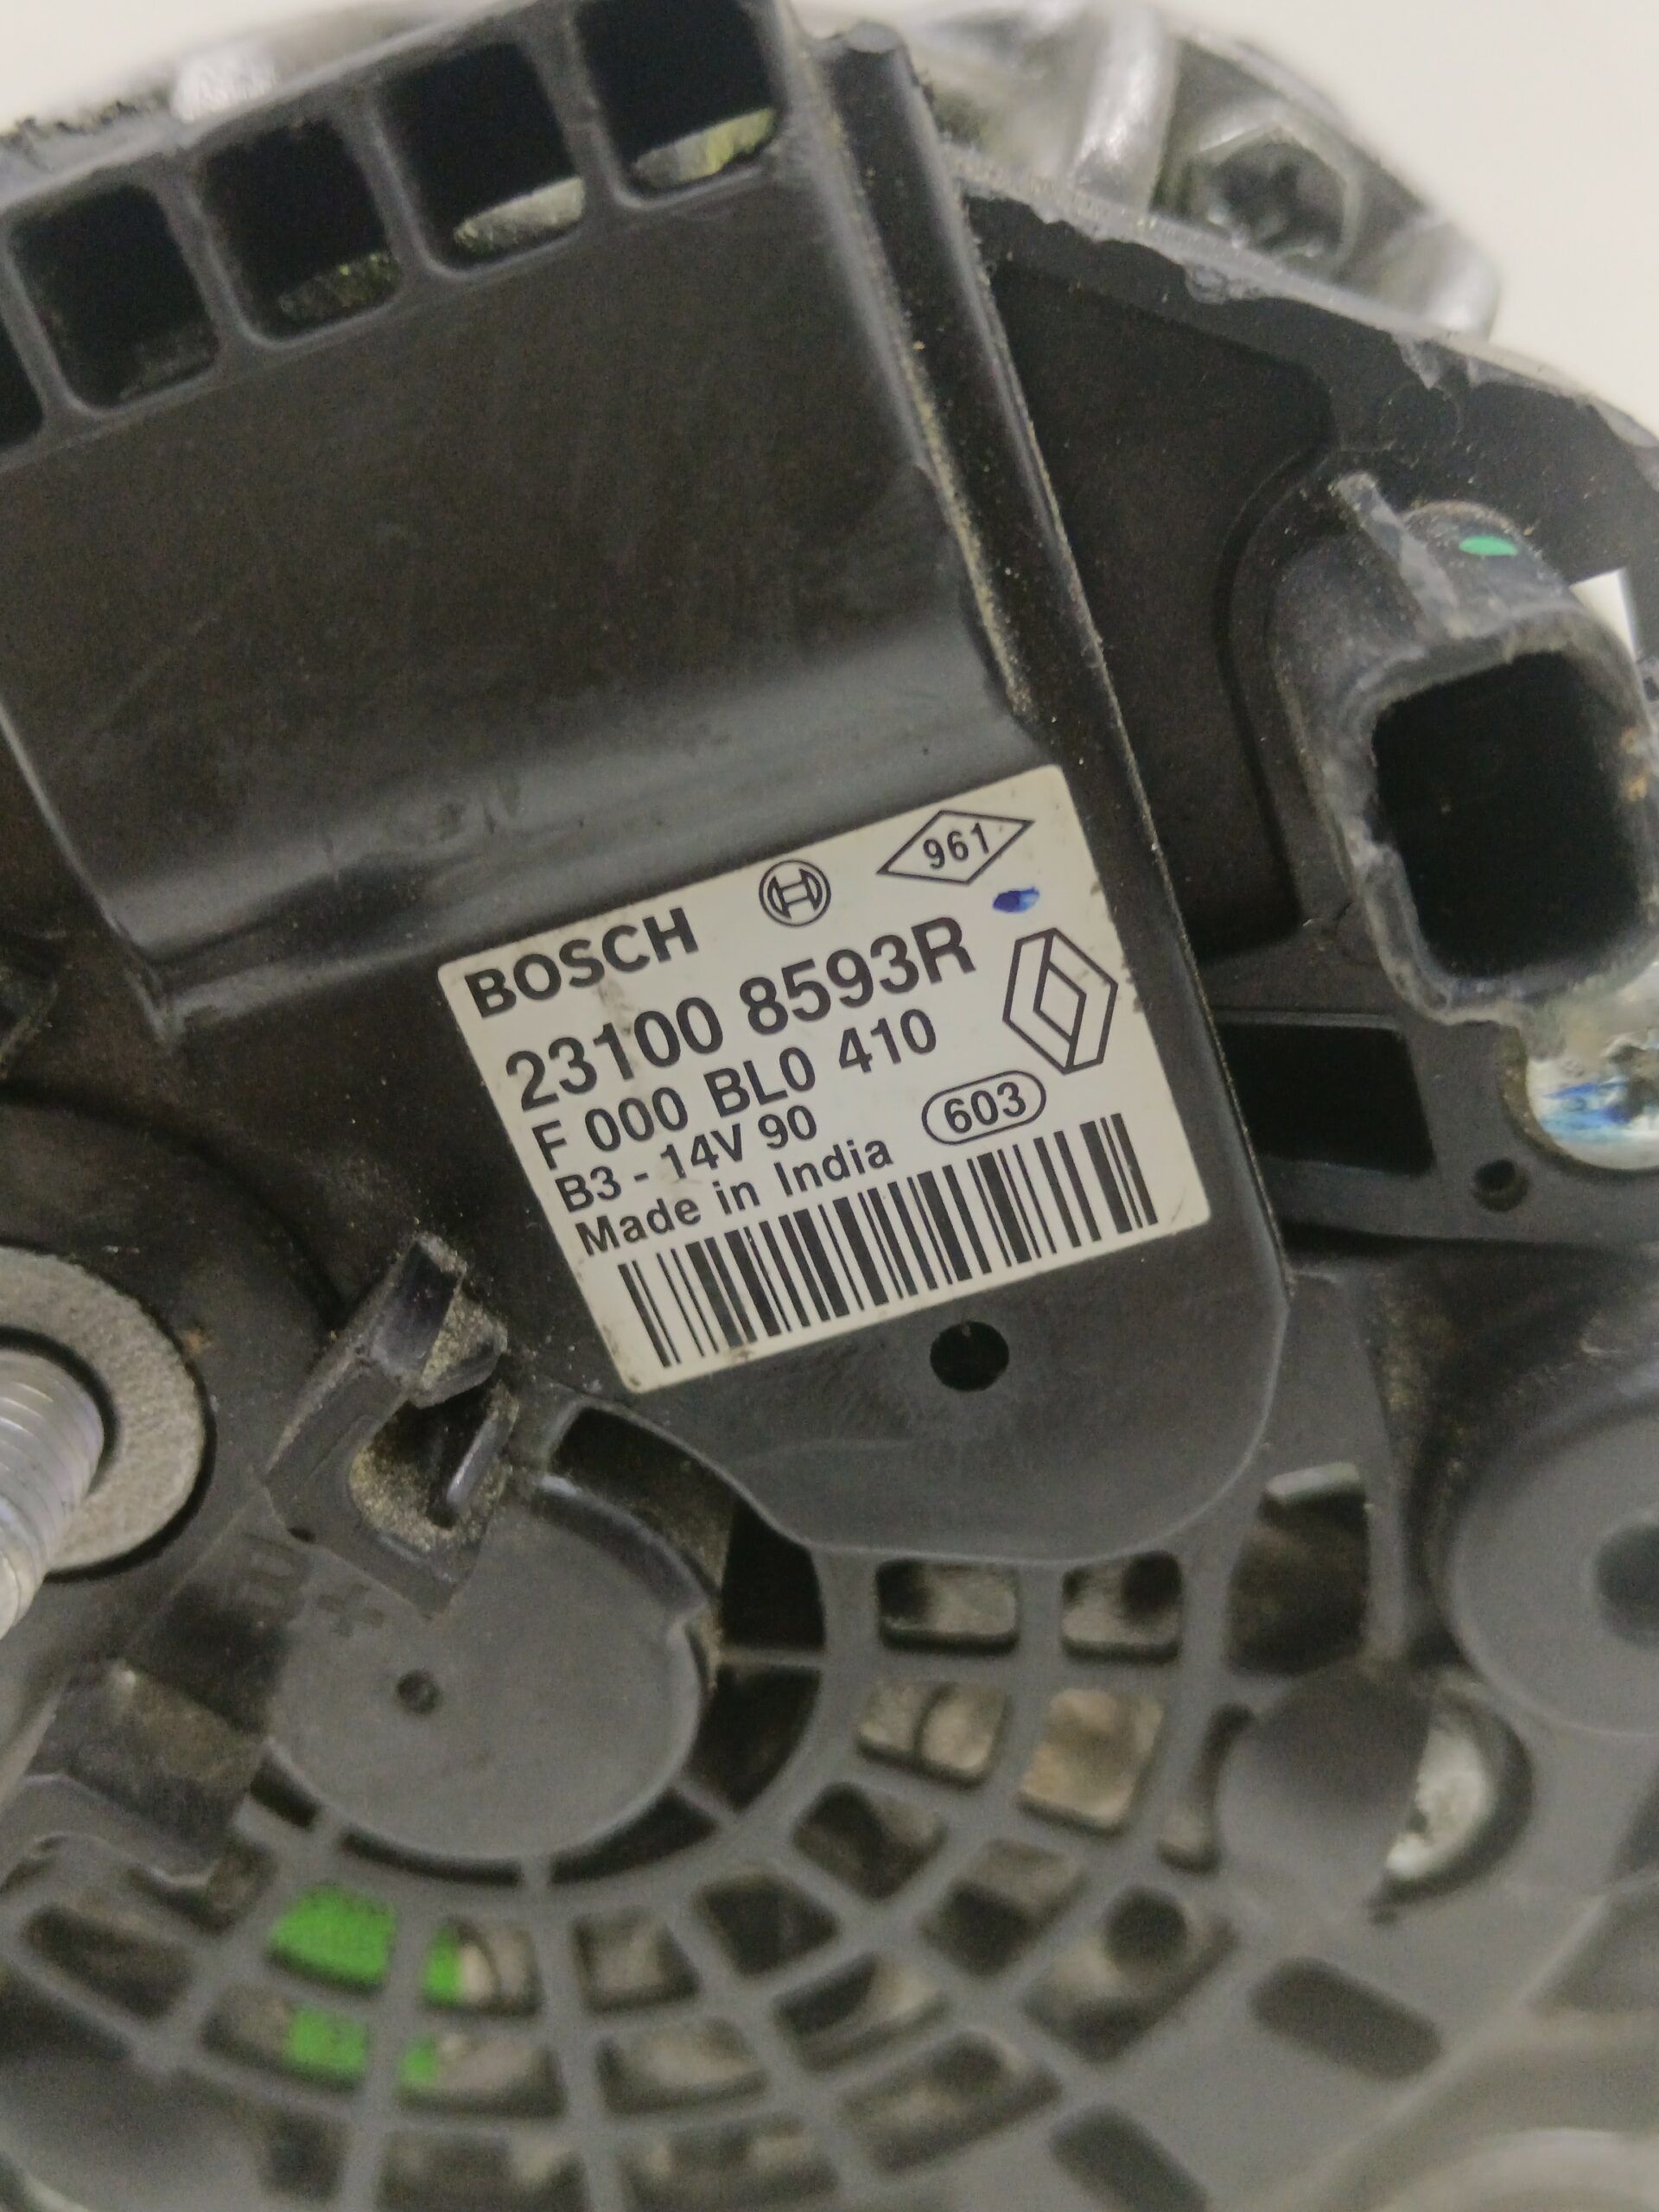 BOSCH 961
23100 8593R
F 000 BL0 410
B3 - 14V 90 603
Made in India